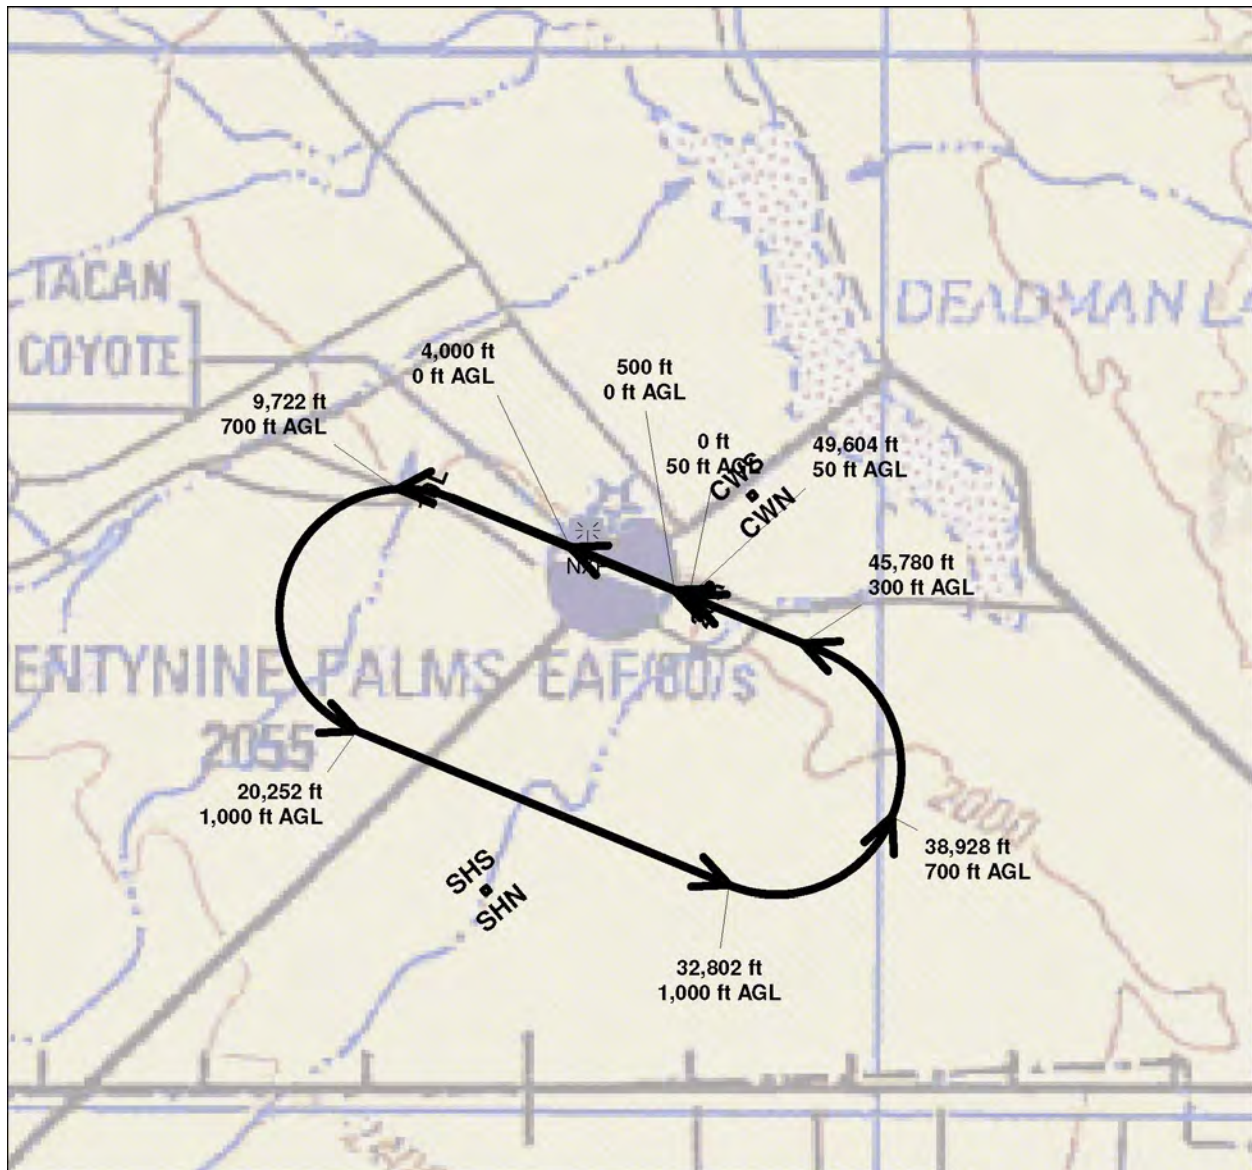 TACAN
COYOTE
DEADMAN LA
4,000 ft
0 ft AGL
500 ft
0 ft AGL
9,722 ft
700 ft AGL
0 ft
50 ft AGL
49,604 ft
50 ft AGL
CWS
CWN
45,780 ft
300 ft AGL
ENTYNINE PALMS EAF
2055
20,252 ft
1,000 ft AGL
2000
38,928 ft
700 ft AGL
SHS
SHN
32,802 ft
1,000 ft AGL
2400